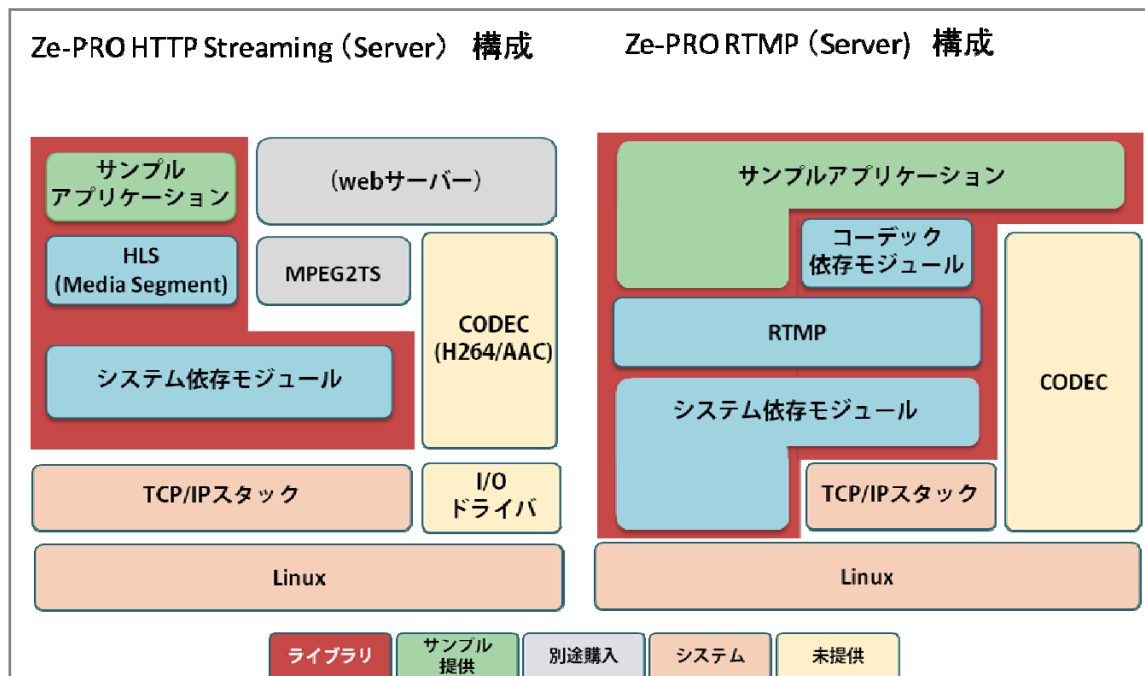 Ze-PRO HTTP Streaming（Server） 構成
サンプル
アプリケーション
(webサーバー)
HLS
(Media Segment)
MPEG2TS
CODEC
(H264/AAC)
システム依存モジュール
TCP/IPスタック
I/O
ドライバ
Linux
Ze-PRO RTMP（Server） 構成
サンプルアプリケーション
コーデック
依存モジュール
RTMP
CODEC
システム依存モジュール
TCP/IPスタック
Linux
ライブラリ
サンプル
提供
別途購入
システム
未提供